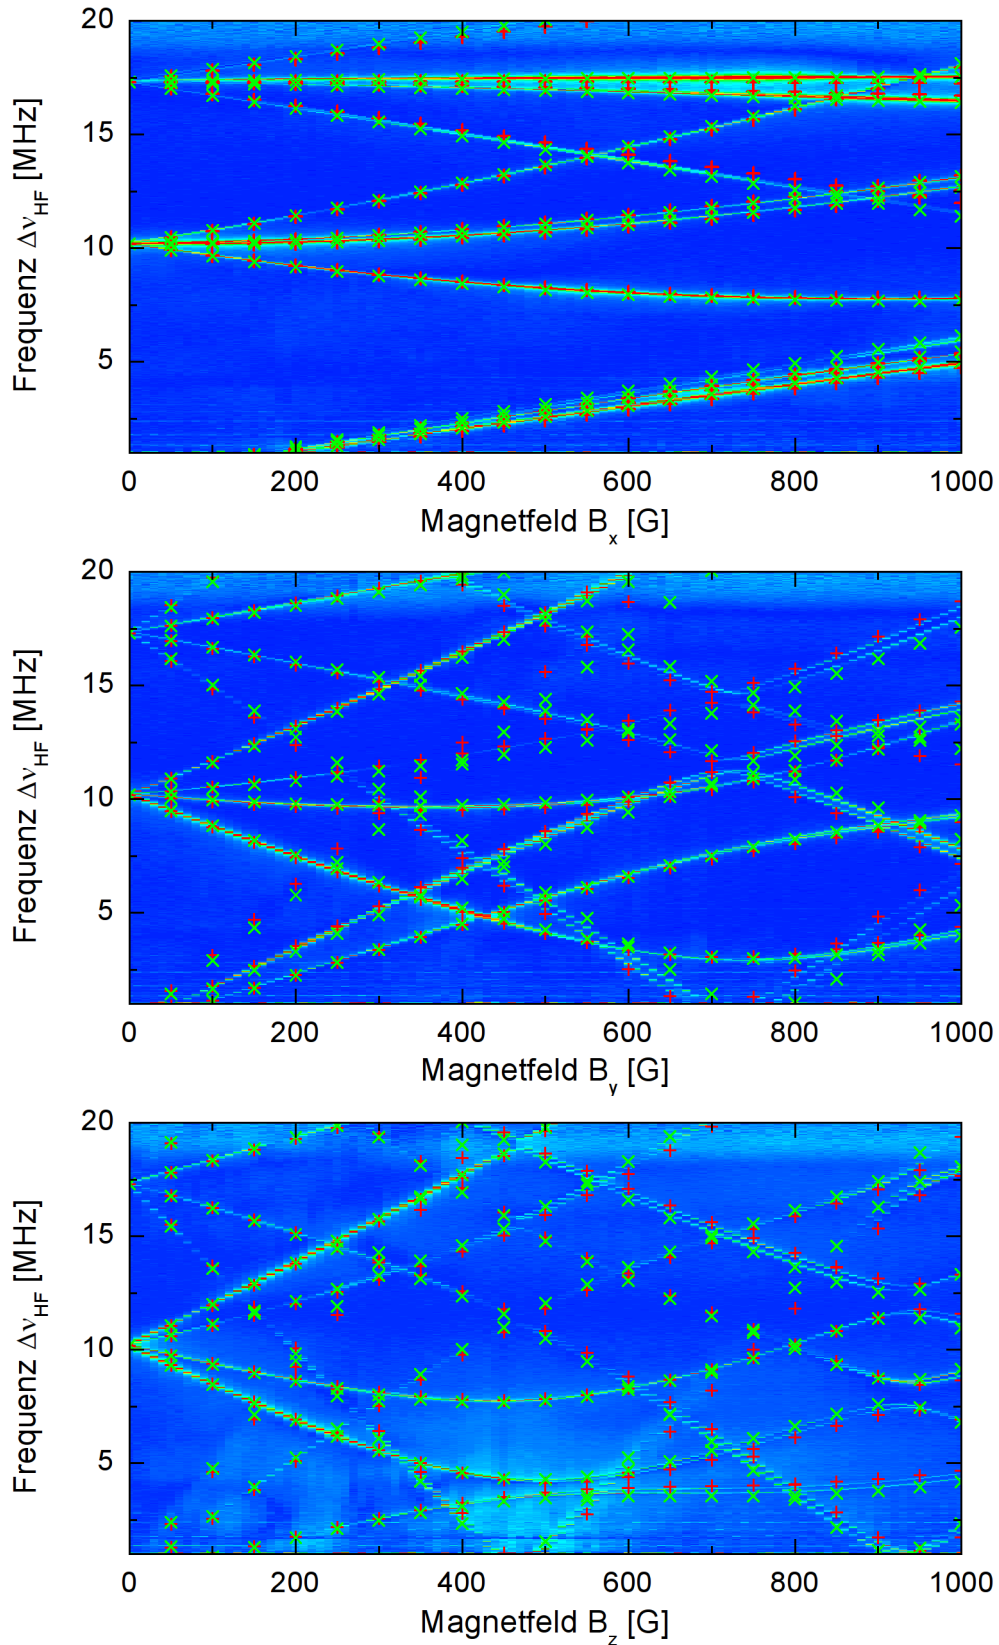 20
15
10
5
Frequenz Δν_HF [MHz]
0 200 400 600 800 1000
Magnetfeld B_x [G]
20
15
10
5
Frequenz Δν_HF [MHz]
0 200 400 600 800 1000
Magnetfeld B_y [G]
20
15
10
5
Frequenz Δν_HF [MHz]
0 200 400 600 800 1000
Magnetfeld B_z [G]